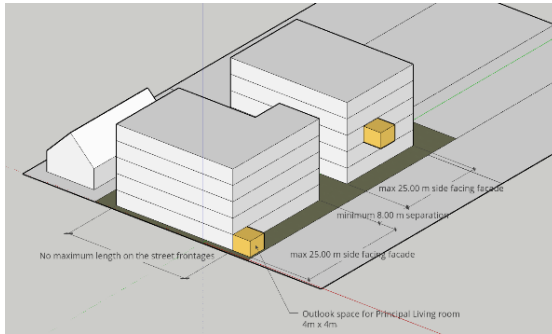 max 25.00 m side facing facade
minimum 8.00 m separation
No maximum length on the street frontages
max 25.00 m side facing facade
Outlook space for Principal Living room
4m x 4m